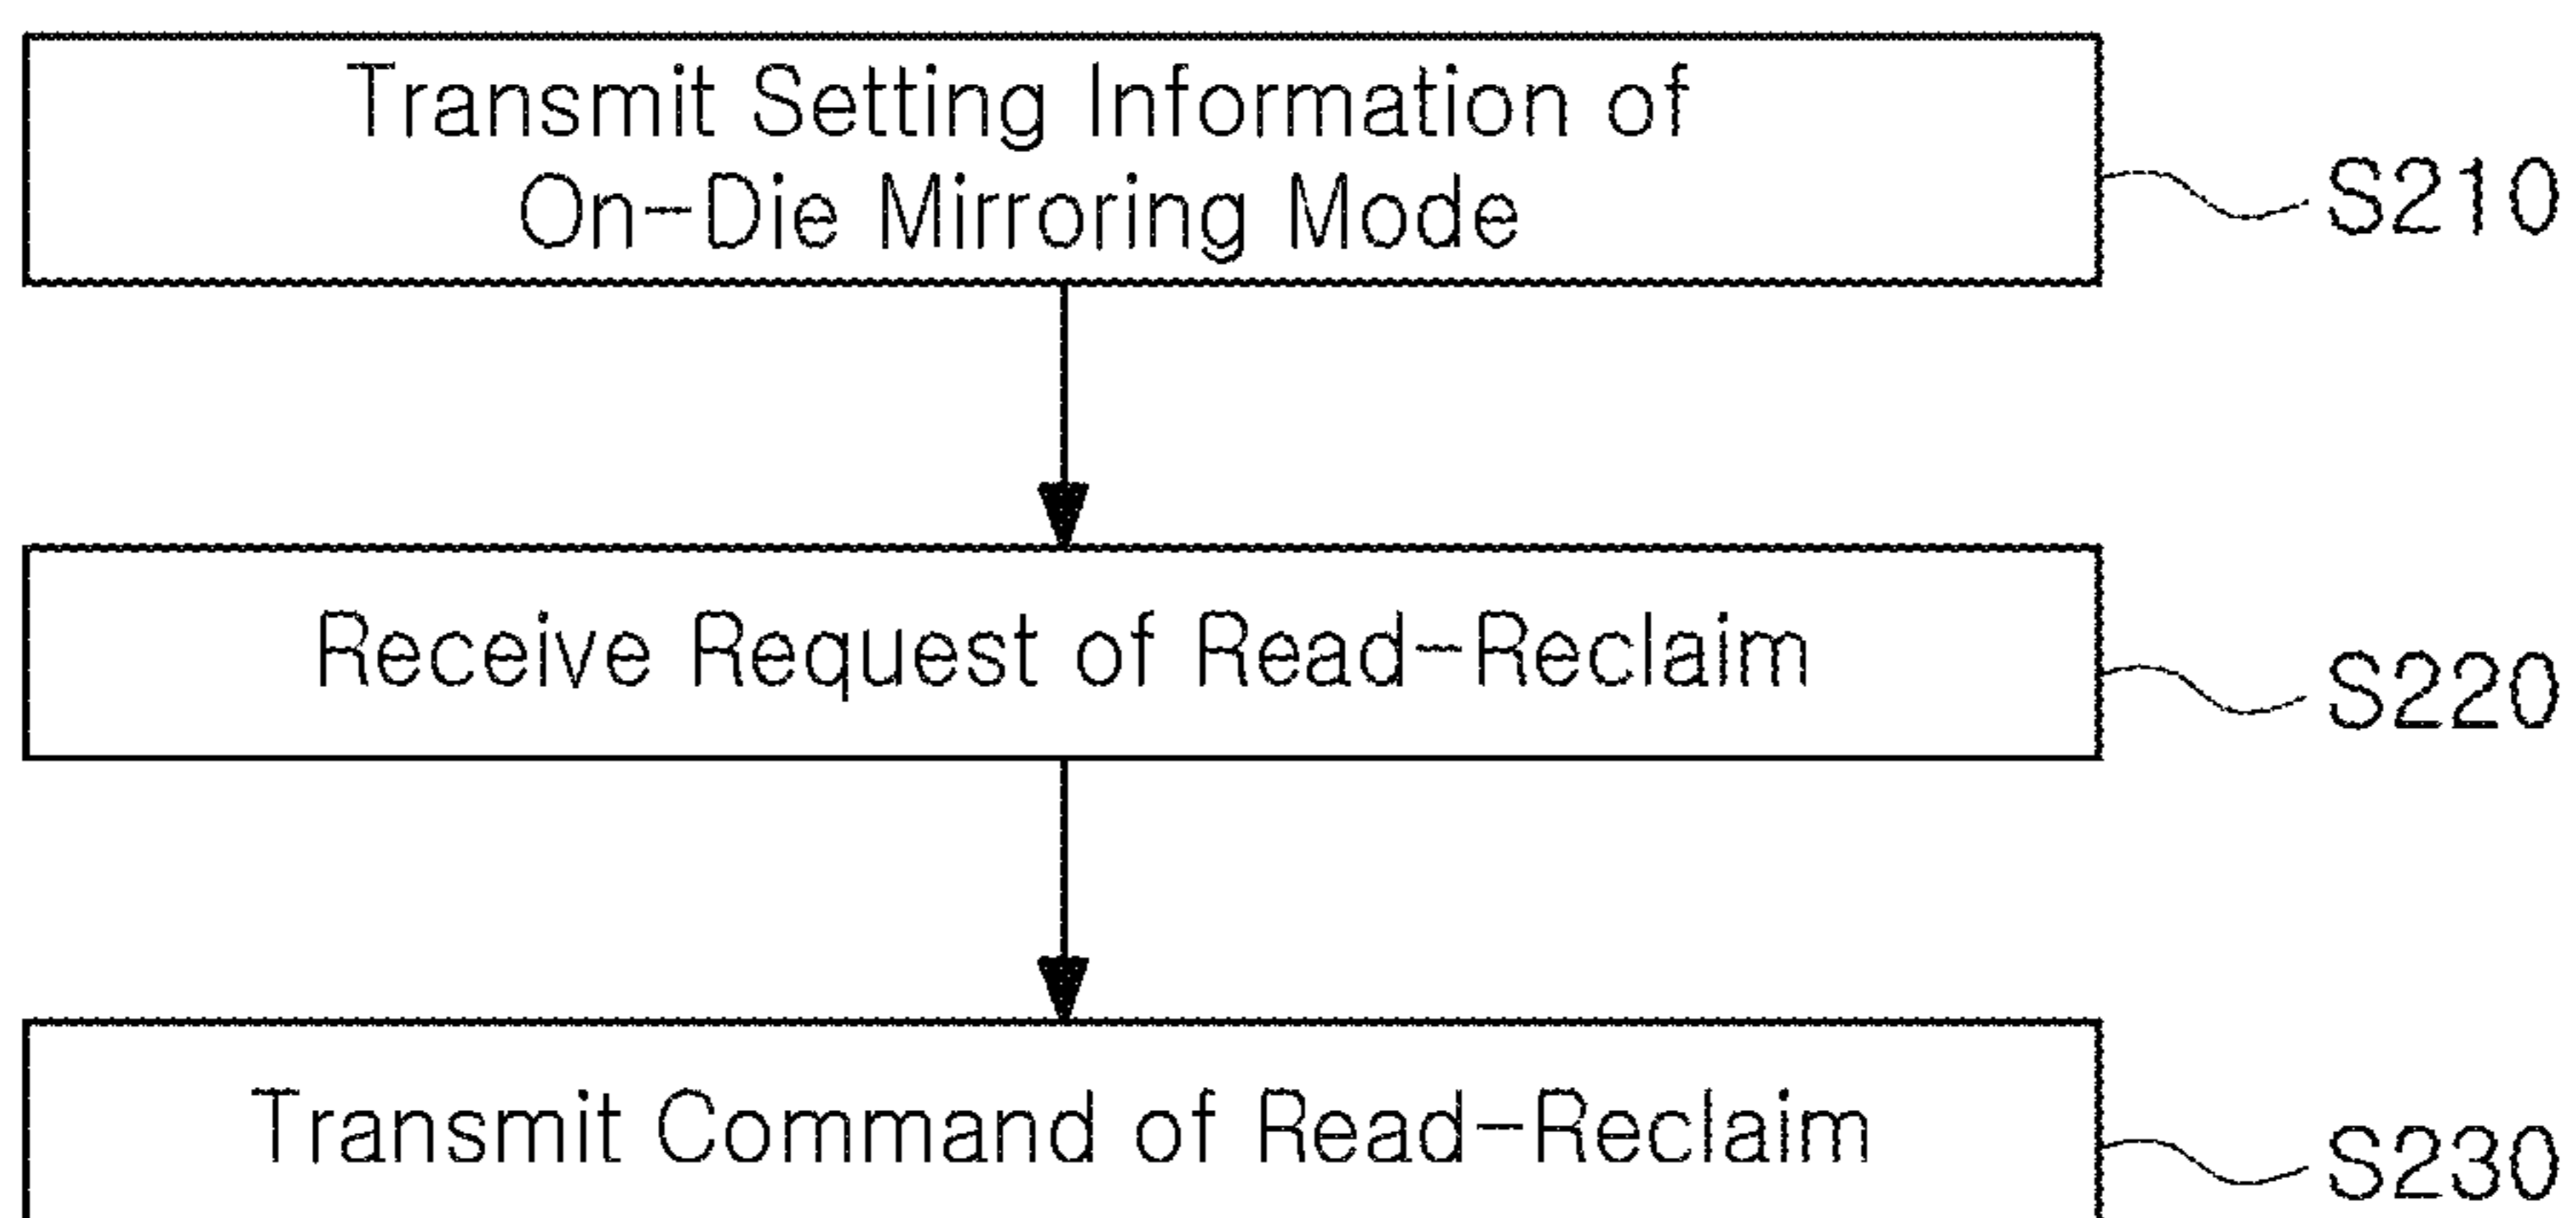 Transmit Setting Information of
On-Die Mirroring Mode
S210
Receive Request of Read-Reclaim
S220
Transmit Command of Read-Reclaim
S230